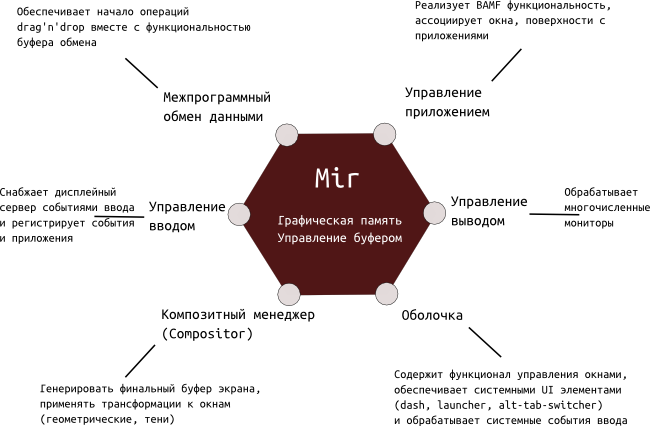 Обеспечивает начало операций
drag'n'drop вместе с функциональностью
буфера обмена
Реализует BAMF функциональность,
ассоциирует окна, поверхности с
приложениями
Межпрограммный
обмен данными
Управление
приложением
Mir
Графическая память
Управление буфером
Снабжает дисплейный
сервер событиями ввода
и регистрирует события
и приложения
Управление
вводом
Управление
выводом
Обрабатывает
многочисленные
мониторы
Композитный менеджер
(Compositor)
Оболочка
Генерировать финальный буфер экрана,
применять трансформации к окнам
(геометрические, тени)
Содержит функционал управления окнами,
обеспечивает системными UI элементами
(dash, launcher, alt-tab-switcher)
и обрабатывает системные события ввода